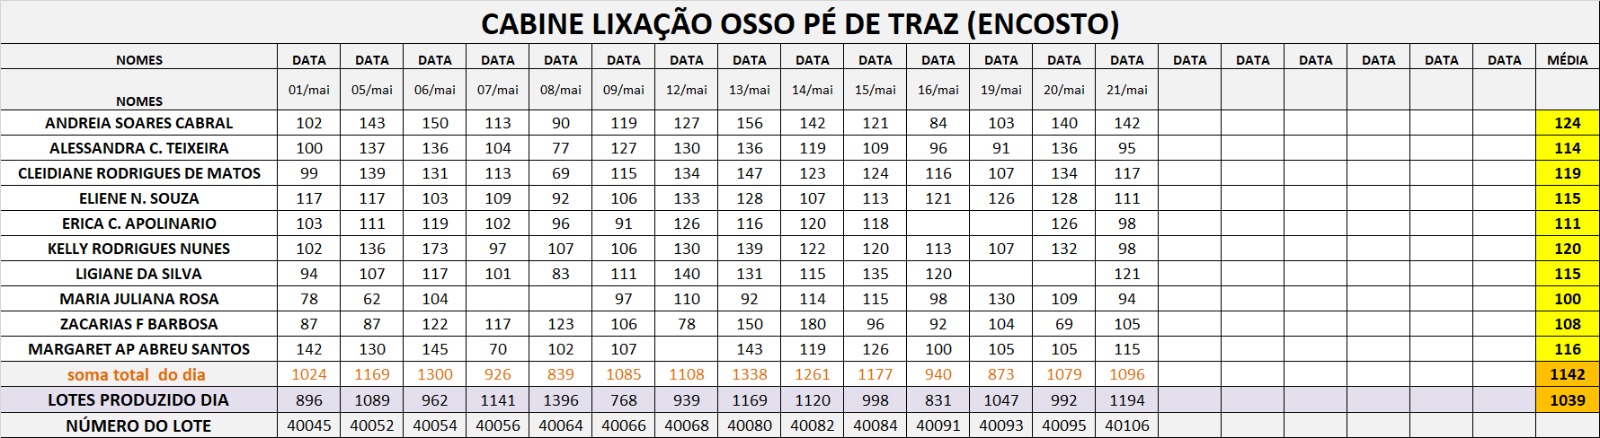 CABINE LIXAÇÃO OSSO PÉ DE TRAZ (ENCOSTO)
NOMES DATA DATA DATA DATA DATA DATA DATA DATA DATA DATA DATA DATA DATA DATA DATA DATA DATA DATA DATA DATA MÉDIA
NOMES 01/mai 05/mai 06/mai 07/mai 08/mai 09/mai 12/mai 13/mai 14/mai 15/mai 16/mai 19/mai 20/mai 21/mai
ANDREIA SOARES CABRAL 102 143 150 113 90 119 127 156 142 121 84 103 140 142 124
ALESSANDRA C. TEIXEIRA 100 137 136 104 77 127 130 136 119 109 96 91 136 95 114
CLEIDIANE RODRIGUES DE MATOS 99 139 131 113 69 115 134 147 123 124 116 107 134 117 119
ELIENE N. SOUZA 117 117 103 109 92 106 133 128 107 113 121 126 128 111 115
ERICA C. APOLINARIO 103 111 119 102 96 91 126 116 120 118 126 98 111
KELLY RODRIGUES NUNES 102 136 173 97 107 106 130 139 122 120 113 107 132 98 120
LIGIANE DA SILVA 94 107 117 101 83 111 140 131 115 135 120 121 115
MARIA JULIANA ROSA 78 62 104 97 110 92 114 115 98 130 109 94 100
ZACARIAS F BARBOSA 87 87 122 117 123 106 78 150 180 96 92 104 69 105 108
MARGARET AP ABREU SANTOS 142 130 145 70 102 107 143 119 126 100 105 105 115 116
soma total do dia 1024 1169 1300 926 839 1085 1108 1338 1261 1177 940 873 1079 1096 1142
LOTES PRODUZIDO DIA 896 1089 962 1141 1396 768 939 1169 1120 998 831 1047 992 1194 1039
NÚMERO DO LOTE 40045 40052 40054 40056 40064 40066 40068 40080 40082 40084 40091 40093 40095 40106